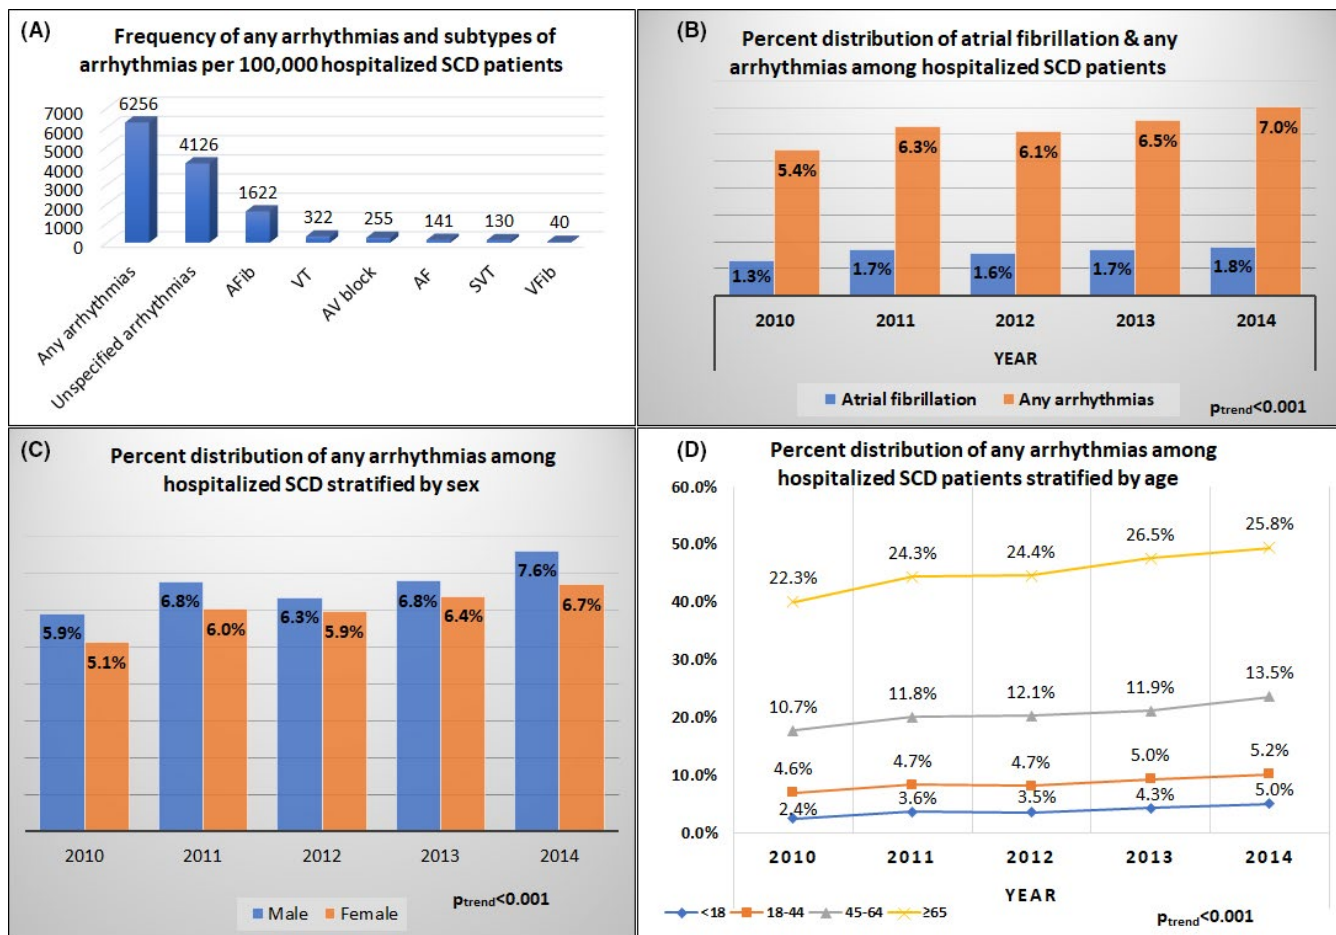 (A)
Frequency of any arrhythmias and subtypes of
arrhythmias per 100,000 hospitalized SCD patients
7000
6000
5000
4000
3000
2000
1000
0
6256
4126
1622
322
255
141
130
40
Any arrhythmias
Unspecified arrhythmias
AFib
VT
AV block
AF
SVT
VFib
(B)
Percent distribution of atrial fibrillation & any
arrhythmias among hospitalized SCD patients
5.4%
6.3%
6.1%
6.5%
7.0%
1.3%
1.7%
1.6%
1.7%
1.8%
2010 2011 2012 2013 2014
YEAR
Atrial fibrillation Any arrhythmias
ptrend<0.001
(C)
Percent distribution of any arrhythmias among
hospitalized SCD stratified by sex
5.9%
5.1%
6.8%
6.0%
6.3%
5.9%
6.8%
6.4%
7.6%
6.7%
2010 2011 2012 2013 2014
Male Female
ptrend<0.001
(D)
Percent distribution of any arrhythmias among
hospitalized SCD patients stratified by age
60.0%
50.0%
40.0%
30.0%
20.0%
10.0%
0.0%
22.3% 24.3% 24.4% 26.5% 25.8%
10.7% 11.8% 12.1% 11.9% 13.5%
4.6% 4.7% 4.7% 5.0% 5.2%
2.4% 3.6% 3.5% 4.3% 5.0%
2010 2011 2012 2013 2014
YEAR
<18 18-44 45-64 ≥65
ptrend<0.001